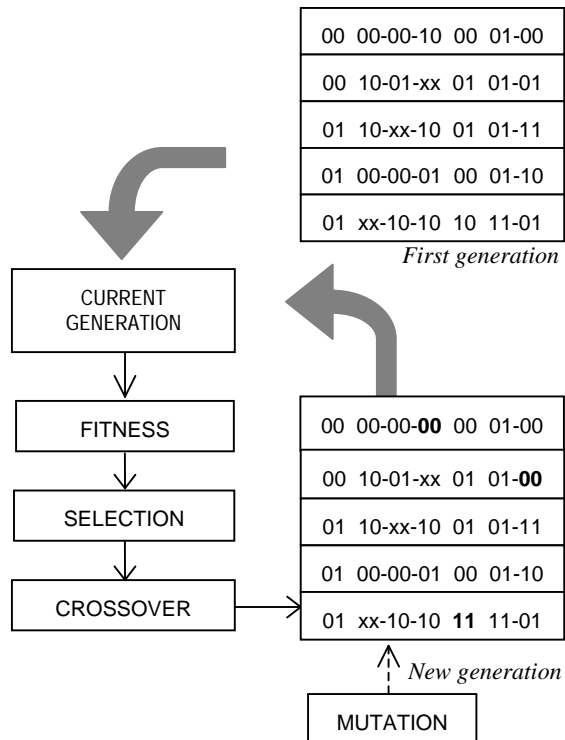 00 00-00-10 00 01-00
00 10-01-xx 01 01-01
01 10-xx-10 01 01-11
01 00-00-01 00 01-10
01 xx-10-10 10 11-01
First generation
CURRENT
GENERATION
FITNESS
SELECTION
CROSSOVER
00 00-00-00 00 01-00
00 10-01-xx 01 01-00
01 10-xx-10 01 01-11
01 00-00-01 00 01-10
01 xx-10-10 11 11-01
New generation
MUTATION